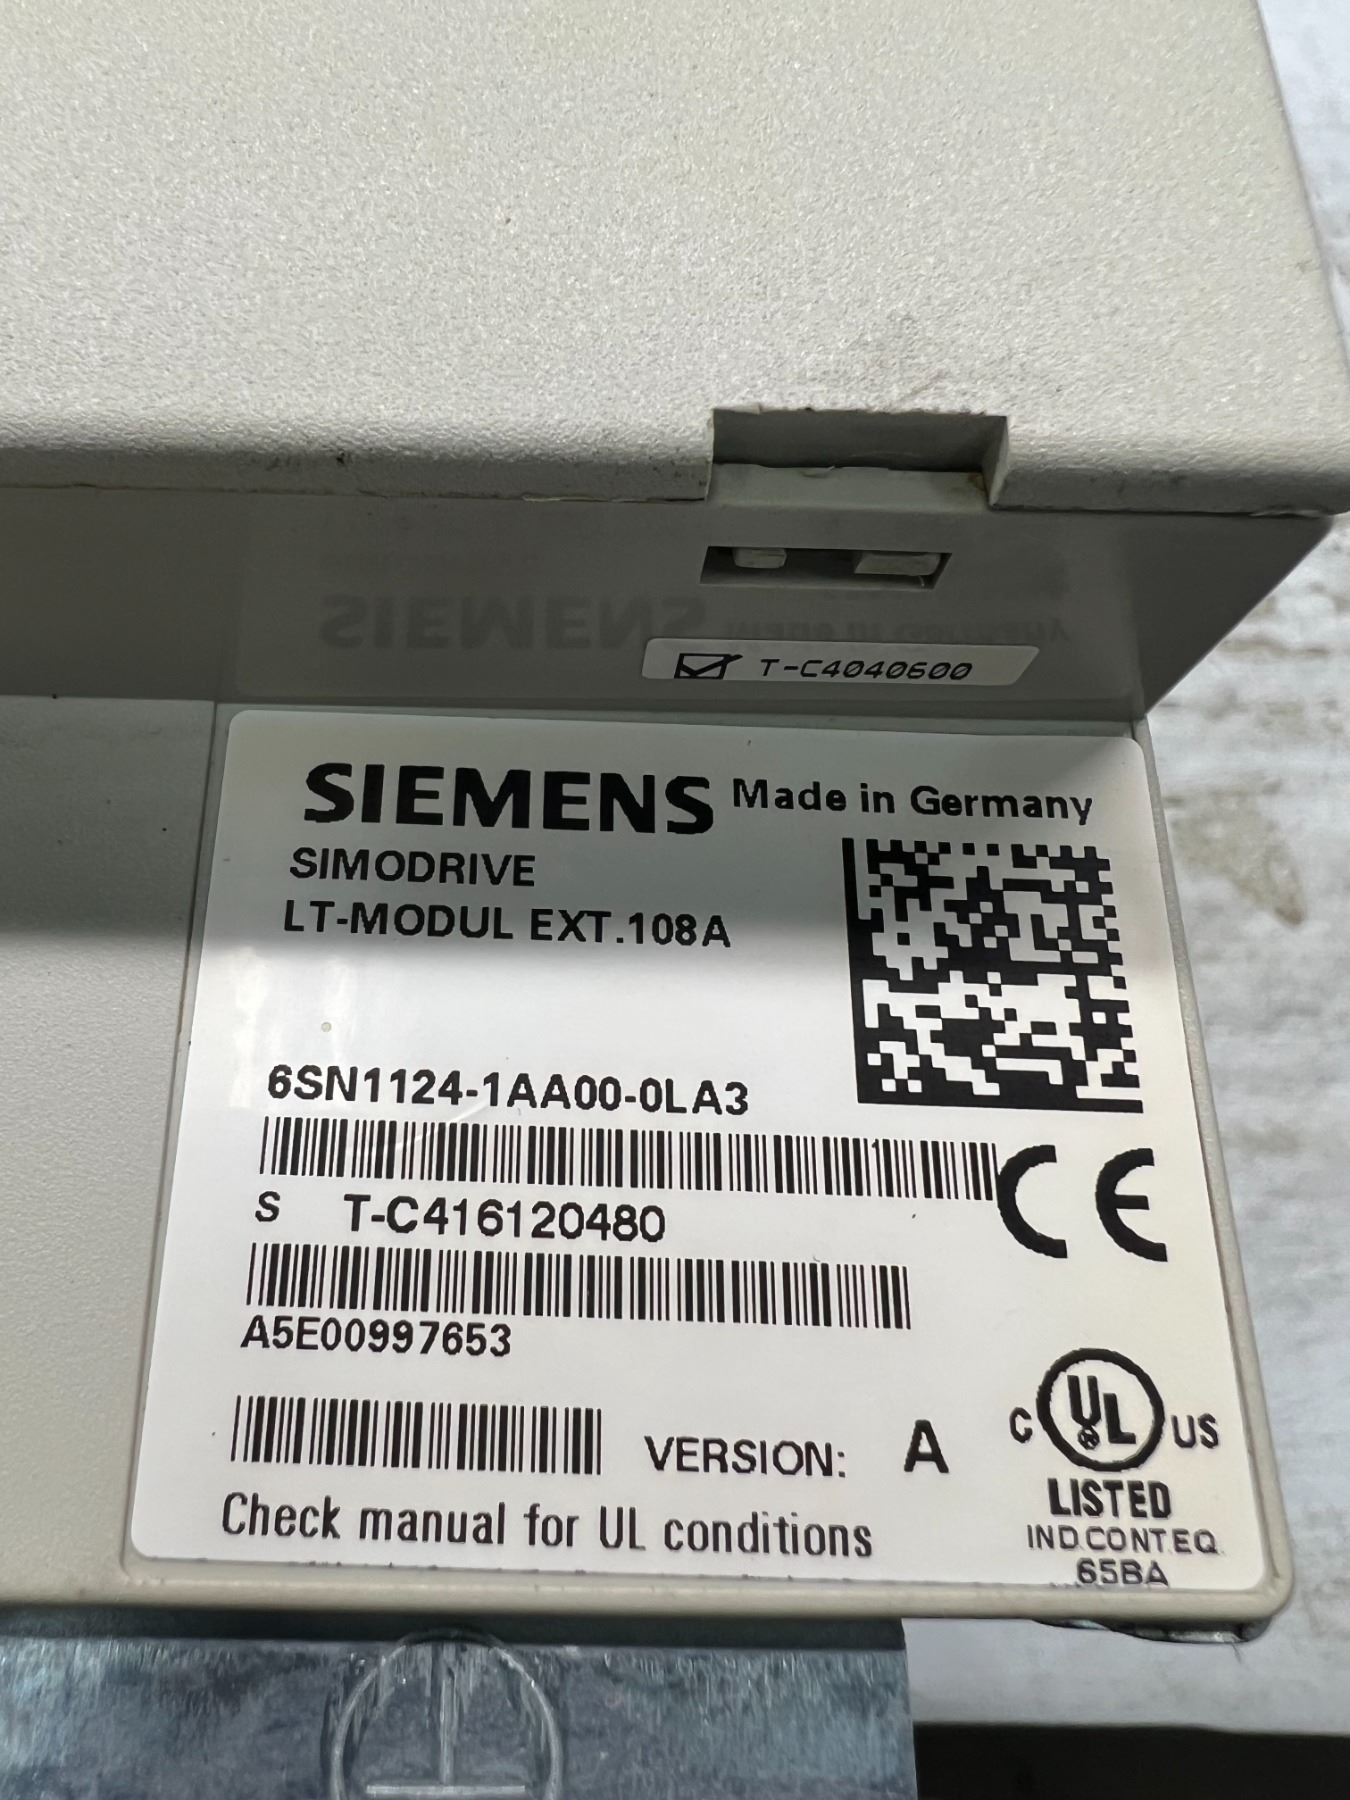 T-C4040600
SIEMENS Made in Germany
SIMODRIVE
LT-MODUL EXT.108A
6SN1124-1AA00-0LA3
S T-C416120480
A5E00997653
VERSION: A
Check manual for UL conditions
CE
C UL US
LISTED
IND.CONT.EQ.
65BA